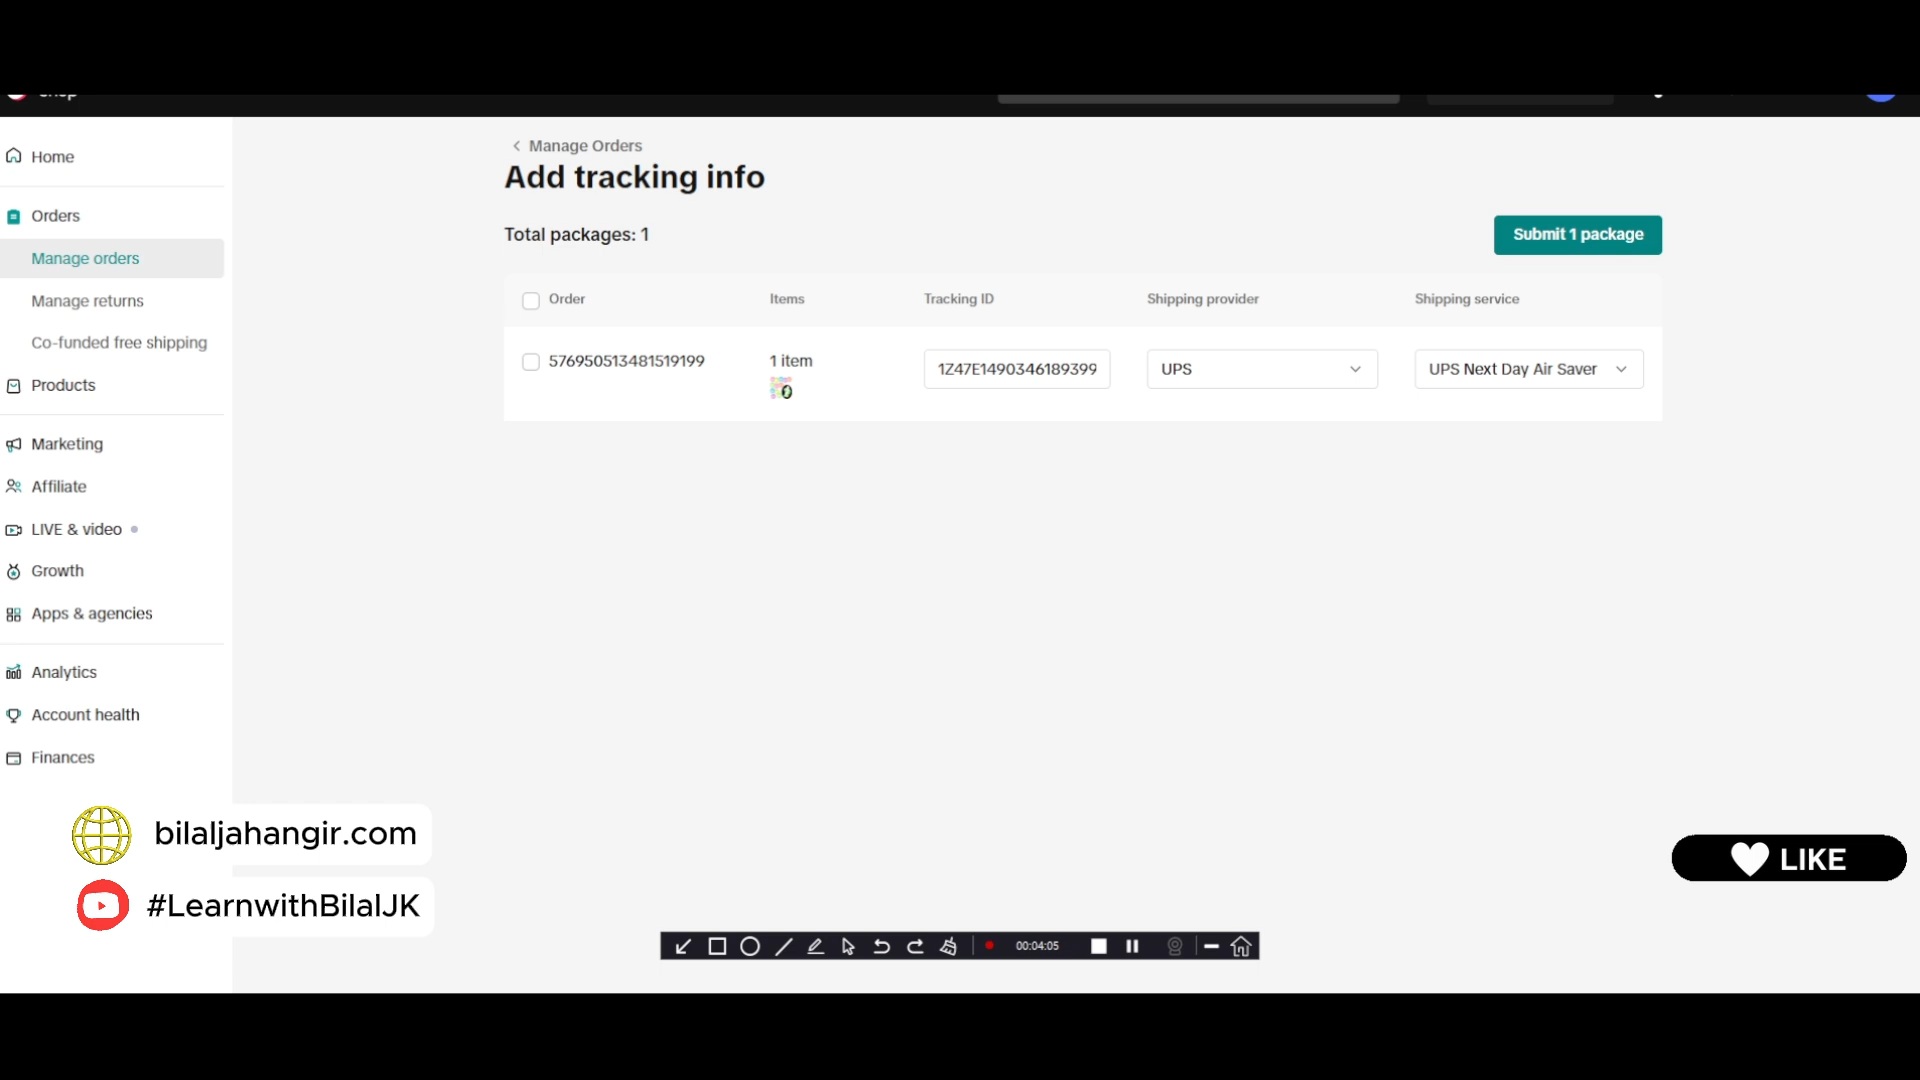 Shop
Home
Orders
Manage orders
Manage returns
Co-funded free shipping
Products
Marketing
Affiliate
LIVE & video
Growth
Apps & agencies
Analytics
Account health
Finances
Manage Orders
Add tracking info
Total packages: 1
Submit 1 package
Order Items Tracking ID Shipping provider Shipping service
576950513481519199 1 item 1Z47E1490346189399 UPS UPS Next Day Air Saver
bilaljahangir.com
#LearnwithBilalJK
LIKE
00:04:05